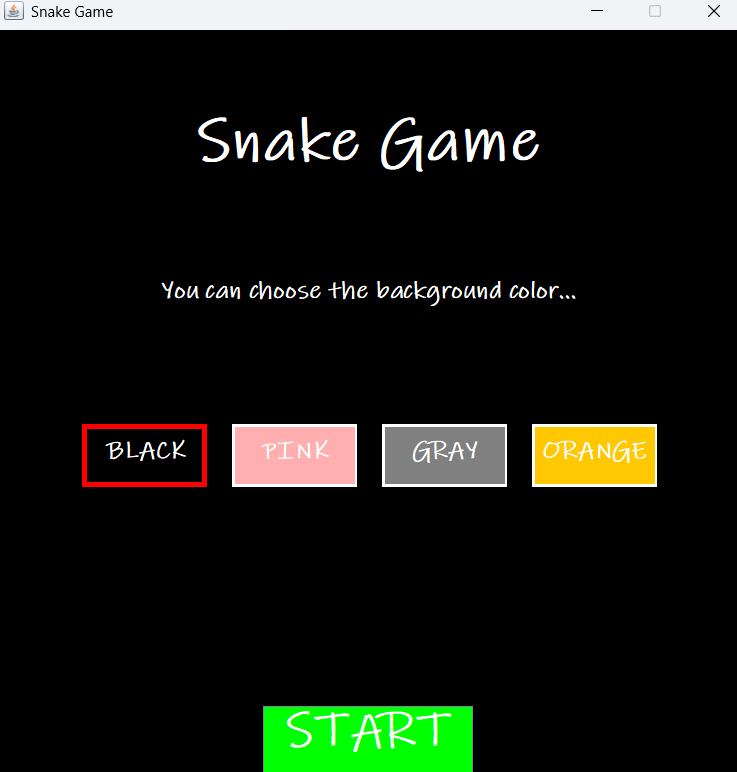 Snake Game
Snake Game
You can choose the background color...
BLACK PINK GRAY ORANGE
START